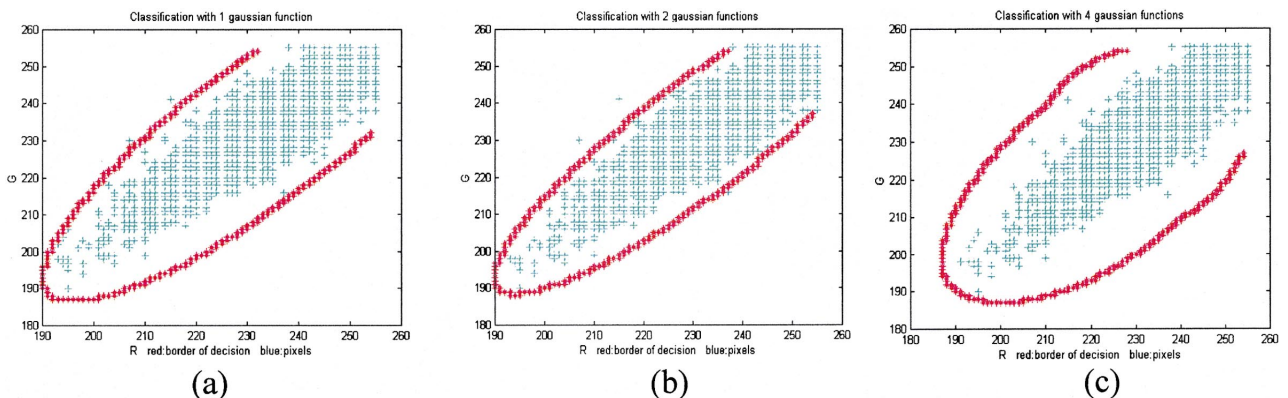 Classification with 1 gaussian function
260
250
240
230
G 220
210
200
190
180
190 200 210 220 230 240 250 260
R red:border of decision blue:pixels
(a)
Classification with 2 gaussian functions
260
250
240
230
G 220
210
200
190
180
190 200 210 220 230 240 250 260
R red:border of decision blue:pixels
(b)
Classification with 4 gaussian functions
260
250
240
230
G 220
210
200
190
180
180 190 200 210 220 230 240 250 260
R red:border of decision blue:pixels
(c)